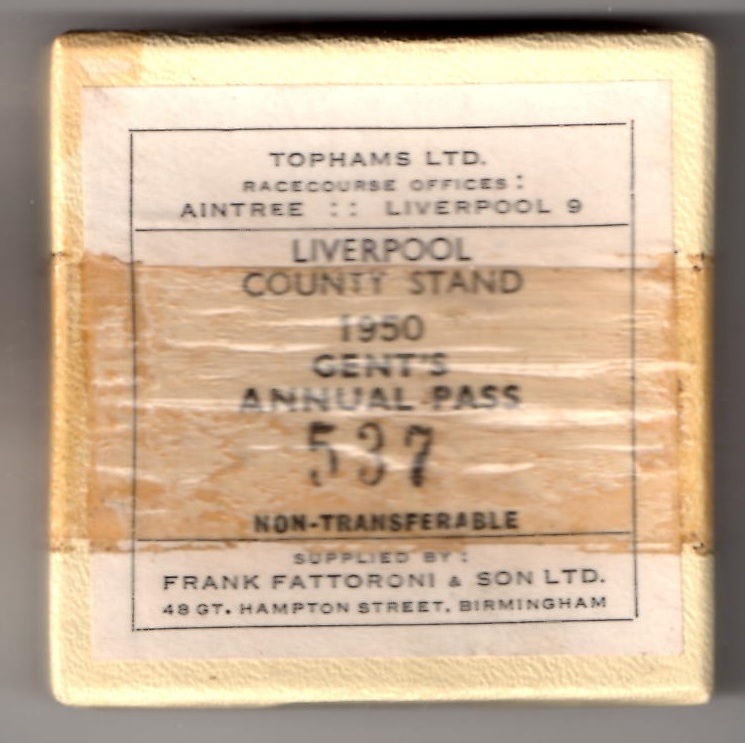 TOPHAMS LTD.
RACECOURSE OFFICES:
AINTREE :: LIVERPOOL 9
LIVERPOOL
COUNTY STAND
1950
GENT'S
ANNUAL PASS
537
NON-TRANSFERABLE
SUPPLIED BY:
FRANK FATTORONI & SON LTD.
48 GT. HAMPTON STREET, BIRMINGHAM